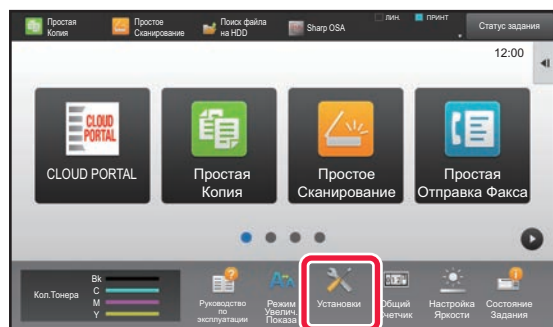 Простая
Копия
Простое
Сканирование
Поиск файла
на HDD
Sharp OSA
ЛИН.
ПРИНТ
Статус задания
12:00
CLOUD
PORTAL
CLOUD PORTAL
Простая
Копия
Простое
Сканирование
Простая
Отправка Факса
Кол.Тонера
Bk
C
M
Y
Руководство
по
эксплуатации
Режим
Увелич.
Показа
Установки
Общий
Счетчик
Настройка
Яркости
Состояние
Задания